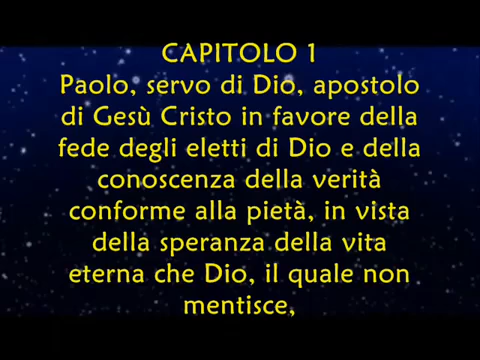 CAPITOLO 1
Paolo, servo di Dio, apostolo
di Gesù Cristo in favore della
fede degli eletti di Dio e della
conoscenza della verità
conforme alla pietà, in vista
della speranza della vita
eterna che Dio, il quale non
mentisce,